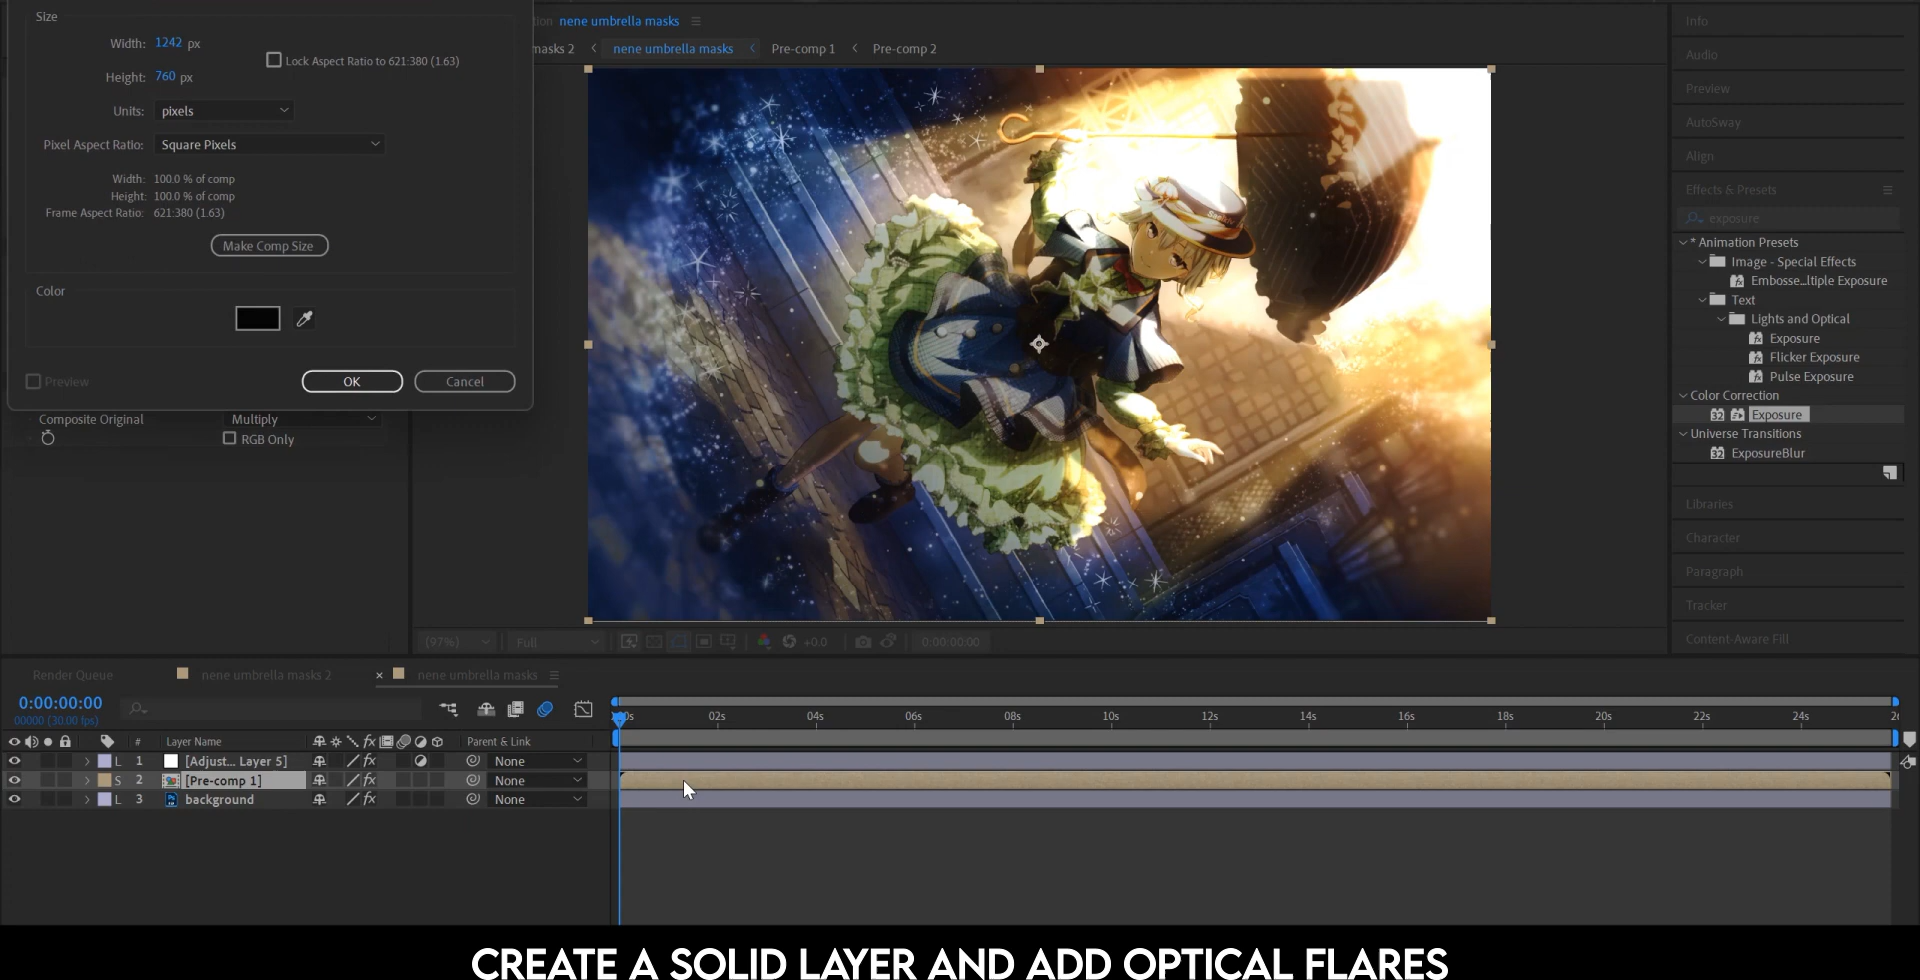 Size
Width: 1242 px
Lock Aspect Ratio to 621:380 (1.63)
Height: 760 px
Units: pixels
Pixel Aspect Ratio: Square Pixels
Width: 100.0 % of comp
Height: 100.0 % of comp
Frame Aspect Ratio: 621:380 (1.63)
Make Comp Size
Color
Preview
OK
Cancel
Composite Original
Multiply
RGB Only
nene umbrella masks
masks 2
nene umbrella masks
Pre-comp 1
Pre-comp 2
(97%)
Full
+0.0
0:00:00:00
Info
Audio
Preview
AutoSway
Align
Effects & Presets
exposure
* Animation Presets
Image - Special Effects
Embosse...ltiple Exposure
Text
Lights and Optical
Exposure
Flicker Exposure
Pulse Exposure
Color Correction
32 Exposure
Universe Transitions
32 ExposureBlur
Libraries
Character
Paragraph
Tracker
Content-Aware Fill
Render Queue
nene umbrella masks 2
× nene umbrella masks
0:00:00:00
00000 (30.00 fps)
02s 04s 06s 08s 10s 12s 14s 16s 18s 20s 22s 24s
# Layer Name fx Parent & Link
L 1 [Adjust... Layer 5] fx None
S 2 [Pre-comp 1] None
L 3 background fx None
CREATE A SOLID LAYER AND ADD OPTICAL FLARES